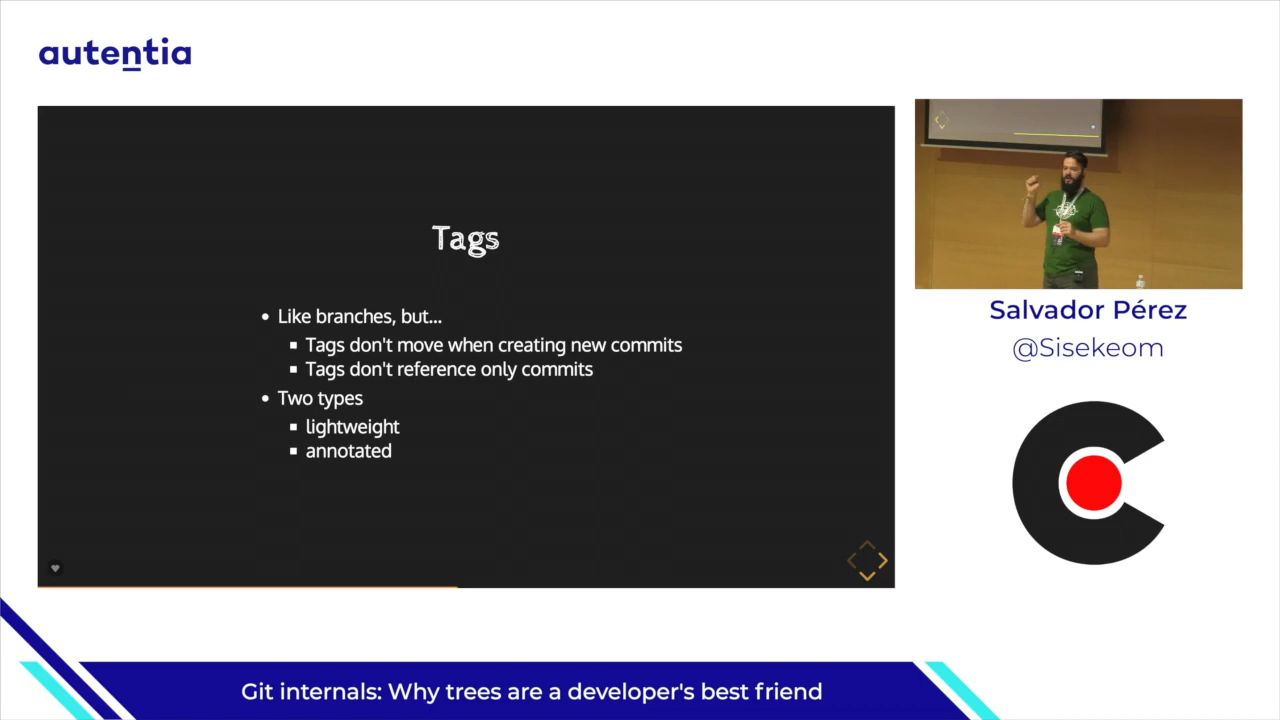 autentia
Tags
Like branches, but...
Tags don't move when creating new commits
Tags don't reference only commits
Two types
lightweight
annotated
Salvador Pérez
@Sisekeom
Git internals: Why trees are a developer's best friend